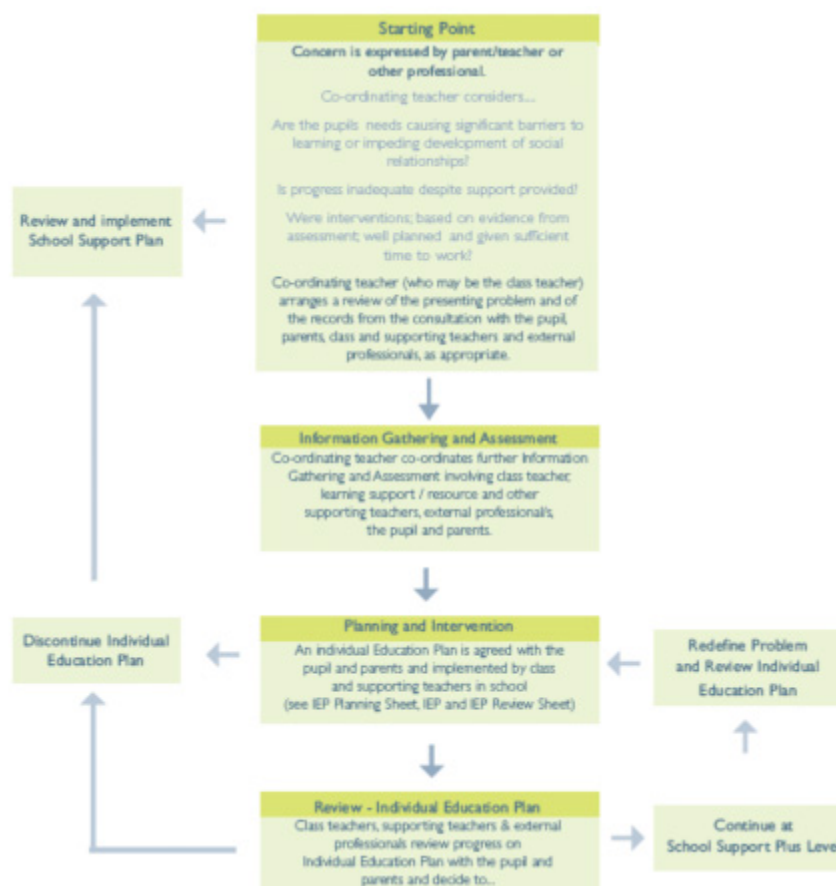 Starting Point
Concern is expressed by parent/teacher or
other professional.
Co-ordinating teacher considers....
Are the pupils needs causing significant barriers to
learning or impeding development of social
relationships?
Is progress inadequate despite support provided?
Were interventions; based on evidence from
assessment; well planned and given sufficient
time to work?
Co-ordinating teacher (who may be the class teacher)
arranges a review of the presenting problem and of
the records from the consultation with the pupil,
parents, class and supporting teachers and external
professionals, as appropriate.
Review and implement
School Support Plan
Information Gathering and Assessment
Co-ordinating teacher co-ordinates further Information
Gathering and Assessment involving class teacher,
learning support / resource and other
supporting teachers, external professional/s,
the pupil and parents.
Planning and Intervention
An individual Education Plan is agreed with the
pupil and parents and implemented by class
and supporting teachers in school
(see IEP Planning Sheet, IEP and IEP Review Sheet)
Discontinue Individual
Education Plan
Redefine Problem
and Review Individual
Education Plan
Review - Individual Education Plan
Class teachers, supporting teachers & external
professionals review progress on
Individual Education Plan with the pupil and
parents and decide to...
Continue at
School Support Plus Level